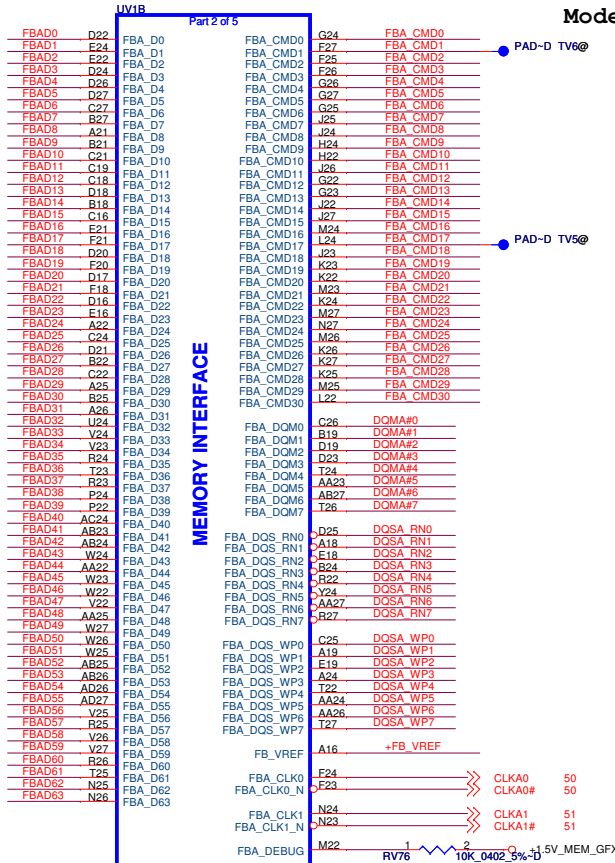 UV1B
Part 2 of 5
Mode
MEMORY INTERFACE
FBAD0 D22 FBA_D0
FBAD1 E24 FBA_D1
FBAD2 E22 FBA_D2
FBAD3 D24 FBA_D3
FBAD4 D26 FBA_D4
FBAD5 D27 FBA_D5
FBAD6 C27 FBA_D6
FBAD7 B27 FBA_D7
FBAD8 A21 FBA_D8
FBAD9 B21 FBA_D9
FBAD10 C21 FBA_D10
FBAD11 C19 FBA_D11
FBAD12 C18 FBA_D12
FBAD13 D18 FBA_D13
FBAD14 B18 FBA_D14
FBAD15 C16 FBA_D15
FBAD16 E21 FBA_D16
FBAD17 F21 FBA_D17
FBAD18 D20 FBA_D18
FBAD19 F20 FBA_D19
FBAD20 D17 FBA_D20
FBAD21 F18 FBA_D21
FBAD22 D16 FBA_D22
FBAD23 E16 FBA_D23
FBAD24 A22 FBA_D24
FBAD25 C24 FBA_D25
FBAD26 D21 FBA_D26
FBAD27 B22 FBA_D27
FBAD28 C22 FBA_D28
FBAD29 A25 FBA_D29
FBAD30 B25 FBA_D30
FBAD31 A26 FBA_D31
FBAD32 U24 FBA_D32
FBAD33 V24 FBA_D33
FBAD34 V23 FBA_D34
FBAD35 R24 FBA_D35
FBAD36 T23 FBA_D36
FBAD37 R23 FBA_D37
FBAD38 P24 FBA_D38
FBAD39 P22 FBA_D39
FBAD40 AC24 FBA_D40
FBAD41 AB23 FBA_D41
FBAD42 AB24 FBA_D42
FBAD43 W24 FBA_D43
FBAD44 AA22 FBA_D44
FBAD45 W23 FBA_D45
FBAD46 W22 FBA_D46
FBAD47 V22 FBA_D47
FBAD48 AA25 FBA_D48
FBAD49 W27 FBA_D49
FBAD50 W26 FBA_D50
FBAD51 W25 FBA_D51
FBAD52 AB25 FBA_D52
FBAD53 AB26 FBA_D53
FBAD54 AD26 FBA_D54
FBAD55 AD27 FBA_D55
FBAD56 V25 FBA_D56
FBAD57 R25 FBA_D57
FBAD58 V26 FBA_D58
FBAD59 V27 FBA_D59
FBAD60 R26 FBA_D60
FBAD61 T25 FBA_D61
FBAD62 N25 FBA_D62
FBAD63 N26 FBA_D63
FBA_CMD0 G24 FBA_CMD0
FBA_CMD1 F27 FBA_CMD1 PAD~D TV6@
FBA_CMD2 F25 FBA_CMD2
FBA_CMD3 F26 FBA_CMD3
FBA_CMD4 G26 FBA_CMD4
FBA_CMD5 G27 FBA_CMD5
FBA_CMD6 G25 FBA_CMD6
FBA_CMD7 J25 FBA_CMD7
FBA_CMD8 J24 FBA_CMD8
FBA_CMD9 H24 FBA_CMD9
FBA_CMD10 H22 FBA_CMD10
FBA_CMD11 J26 FBA_CMD11
FBA_CMD12 G22 FBA_CMD12
FBA_CMD13 G23 FBA_CMD13
FBA_CMD14 J22 FBA_CMD14
FBA_CMD15 J27 FBA_CMD15
FBA_CMD16 M24 FBA_CMD16
FBA_CMD17 L24 FBA_CMD17 PAD~D TV5@
FBA_CMD18 J23 FBA_CMD18
FBA_CMD19 K23 FBA_CMD19
FBA_CMD20 K22 FBA_CMD20
FBA_CMD21 M23 FBA_CMD21
FBA_CMD22 K24 FBA_CMD22
FBA_CMD23 M27 FBA_CMD23
FBA_CMD24 N27 FBA_CMD24
FBA_CMD25 M26 FBA_CMD25
FBA_CMD26 K26 FBA_CMD26
FBA_CMD27 K27 FBA_CMD27
FBA_CMD28 K25 FBA_CMD28
FBA_CMD29 M25 FBA_CMD29
FBA_CMD30 L22 FBA_CMD30
FBA_DQM0 C26 DQMA#0
FBA_DQM1 B19 DQMA#1
FBA_DQM2 D19 DQMA#2
FBA_DQM3 D23 DQMA#3
FBA_DQM4 T24 DQMA#4
FBA_DQM5 AA23 DQMA#5
FBA_DQM6 AB27 DQMA#6
FBA_DQM7 T26 DQMA#7
FBA_DQS_RN0 D25 DQSA_RN0
FBA_DQS_RN1 A18 DQSA_RN1
FBA_DQS_RN2 E18 DQSA_RN2
FBA_DQS_RN3 B24 DQSA_RN3
FBA_DQS_RN4 R22 DQSA_RN4
FBA_DQS_RN5 Y24 DQSA_RN5
FBA_DQS_RN6 AA27 DQSA_RN6
FBA_DQS_RN7 R27 DQSA_RN7
FBA_DQS_WP0 C25 DQSA_WP0
FBA_DQS_WP1 A19 DQSA_WP1
FBA_DQS_WP2 E19 DQSA_WP2
FBA_DQS_WP3 A24 DQSA_WP3
FBA_DQS_WP4 T22 DQSA_WP4
FBA_DQS_WP5 AA24 DQSA_WP5
FBA_DQS_WP6 AA26 DQSA_WP6
FBA_DQS_WP7 T27 DQSA_WP7
FB_VREF A16 +FB_VREF
FBA_CLK0 F24 CLKA0 50
FBA_CLK0_N F23 CLKA0# 50
FBA_CLK1 N24 CLKA1 51
FBA_CLK1_N N23 CLKA1# 51
FBA_DEBUG M22 1 2 +1.5V_MEM_GFX
RV76 10K_0402_5%~D